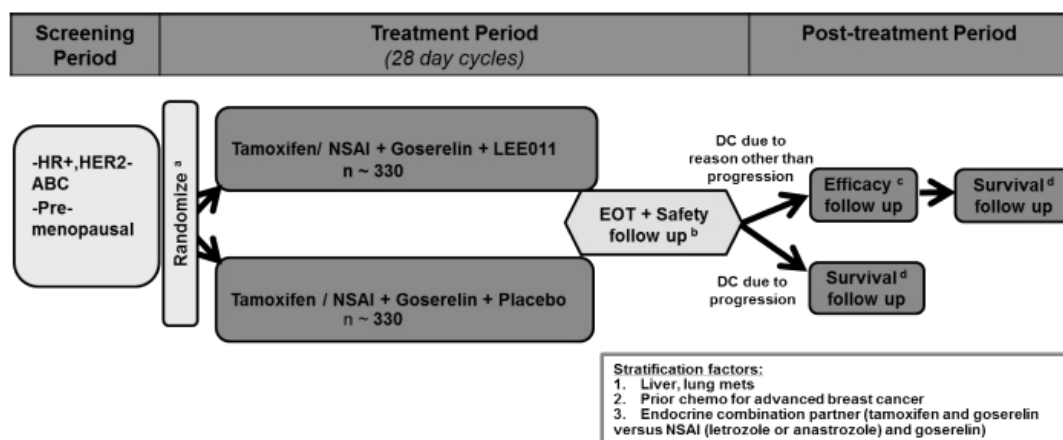 Screening
Period
Treatment Period
(28 day cycles)
Post-treatment Period
-HR+,HER2-
ABC
-Pre-
menopausal
Randomize a
Tamoxifen/ NSAI + Goserelin + LEE011
n ~ 330
Tamoxifen / NSAI + Goserelin + Placebo
n ~ 330
EOT + Safety
follow up b
DC due to
reason other than
progression
Efficacy c
follow up
Survival d
follow up
DC due to
progression
Survival d
follow up
Stratification factors:
1. Liver, lung mets
2. Prior chemo for advanced breast cancer
3. Endocrine combination partner (tamoxifen and goserelin
versus NSAI (letrozole or anastrozole) and goserelin)